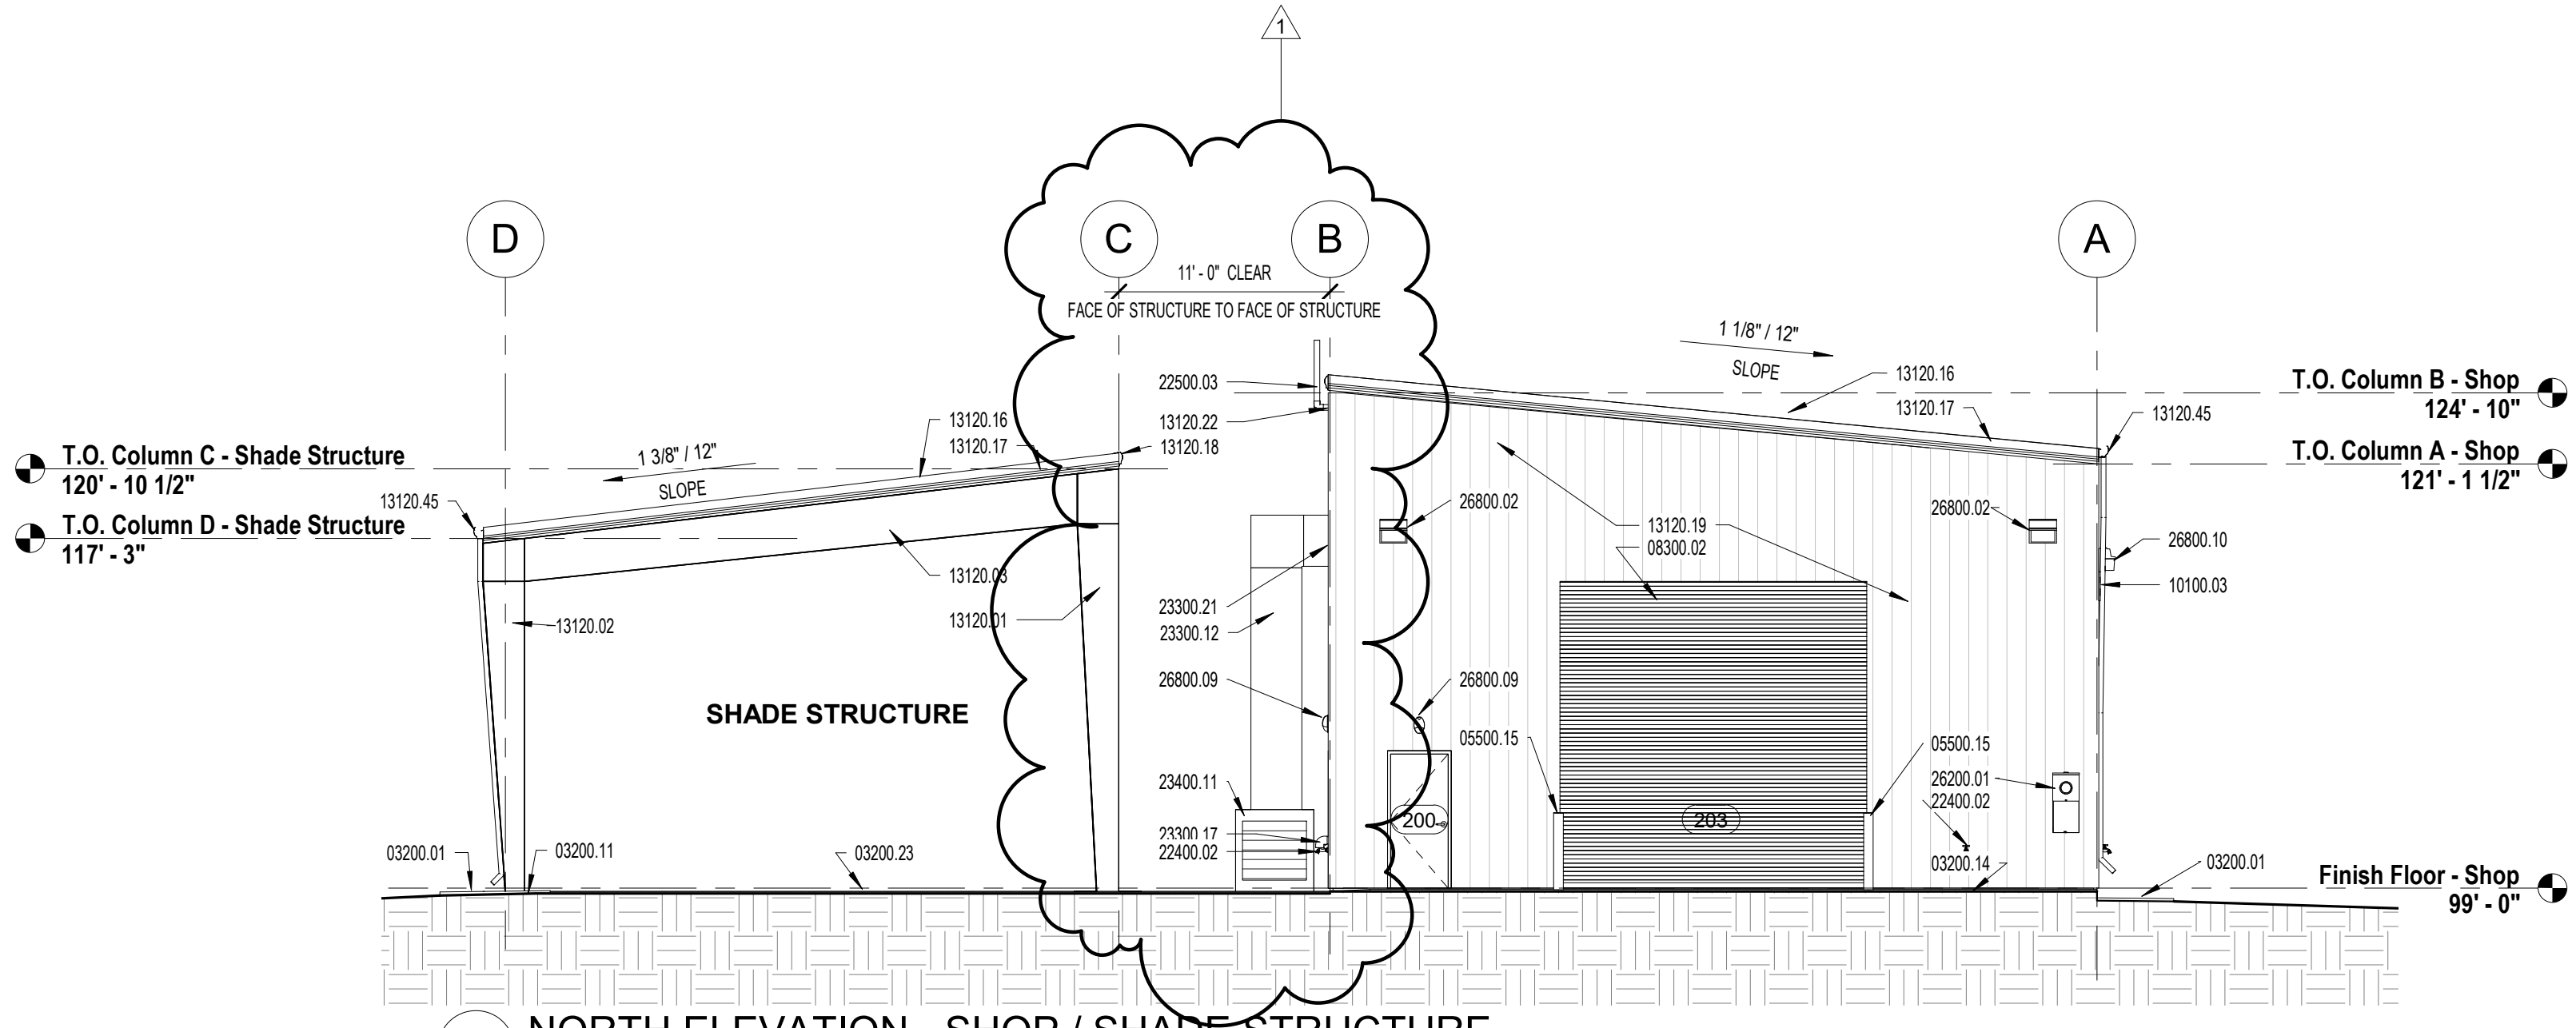 1
D
C
B
A
11' - 0" CLEAR
FACE OF STRUCTURE TO FACE OF STRUCTURE
1 1/8" / 12"
SLOPE
22500.03
13120.16
T.O. Column B - Shop
124' - 10"
13120.22
13120.17
13120.45
13120.16
13120.17
13120.18
T.O. Column C - Shade Structure
120' - 10 1/2"
1 3/8" / 12"
SLOPE
T.O. Column A - Shop
121' - 1 1/2"
13120.45
T.O. Column D - Shade Structure
117' - 3"
26800.02
26800.02
13120.19
08300.02
26800.10
10100.03
13120.03
13120.01
13120.02
23300.21
23300.12
26800.09
26800.09
SHADE STRUCTURE
05500.15
05500.15
23400.11
26200.01
22400.02
200
203
23300.17
22400.02
03200.01
03200.11
03200.23
03200.14
03200.01
Finish Floor - Shop
99' - 0"
NORTH ELEVATION - SHOP / SHADE STRUCTURE